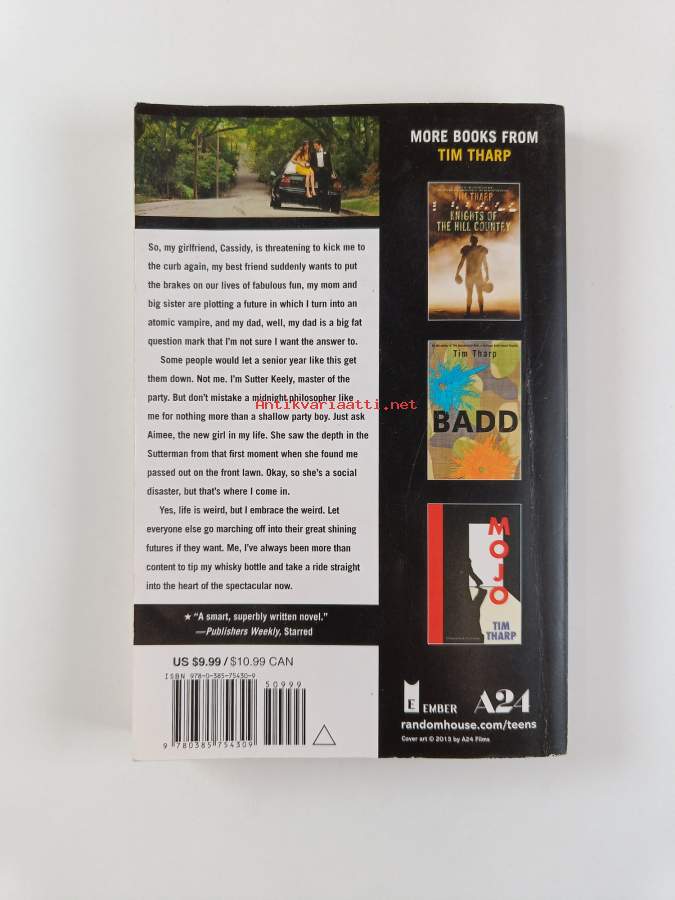 MORE BOOKS FROM
TIM THARP
TIM THARP
KNIGHTS OF
THE HILL COUNTRY
Tim Tharp
BADD
MOJO
TIM
THARP
So, my girlfriend, Cassidy, is threatening to kick me to
the curb again, my best friend suddenly wants to put
the brakes on our lives of fabulous fun, my mom and
big sister are plotting a future in which I turn into an
atomic vampire, and my dad, well, my dad is a big fat
question mark that I'm not sure I want the answer to.
Some people would let a senior year like this get
them down. Not me. I'm Sutter Keely, master of the
party. But don't mistake a midnight philosopher like
me for nothing more than a shallow party boy. Just ask
Aimee, the new girl in my life. She saw the depth in the
Sutterman from that first moment when she found me
passed out on the front lawn. Okay, so she's a social
disaster, but that's where I come in.
Yes, life is weird, but I embrace the weird. Let
everyone else go marching off into their great shining
futures if they want. Me, I've always been more than
content to tip my whisky bottle and take a ride straight
into the heart of the spectacular now.
Antikvariaatti.net
★ "A smart, superbly written novel."
—Publishers Weekly, Starred
US $9.99 / $10.99 CAN
ISBN 978-0-385-75430-9
50999
9 780385 754309
EMBER A24
randomhouse.com/teens
Cover art © 2013 by A24 Films